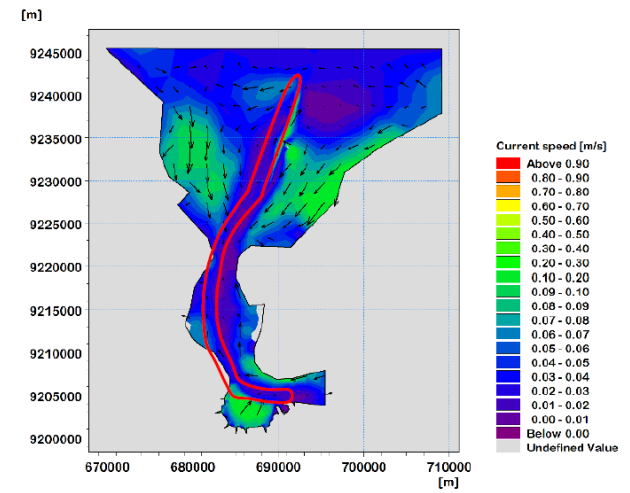 [m]
9245000
9240000
9235000
9230000
9225000
9220000
9215000
9210000
9205000
9200000
670000 680000 690000 700000 710000
[m]
Current speed [m/s]
Above 0.90
0.80 - 0.90
0.70 - 0.80
0.60 - 0.70
0.50 - 0.60
0.40 - 0.50
0.30 - 0.40
0.20 - 0.30
0.10 - 0.20
0.09 - 0.10
0.08 - 0.09
0.07 - 0.08
0.06 - 0.07
0.05 - 0.06
0.04 - 0.05
0.03 - 0.04
0.02 - 0.03
0.01 - 0.02
0.00 - 0.01
Below 0.00
Undefined Value